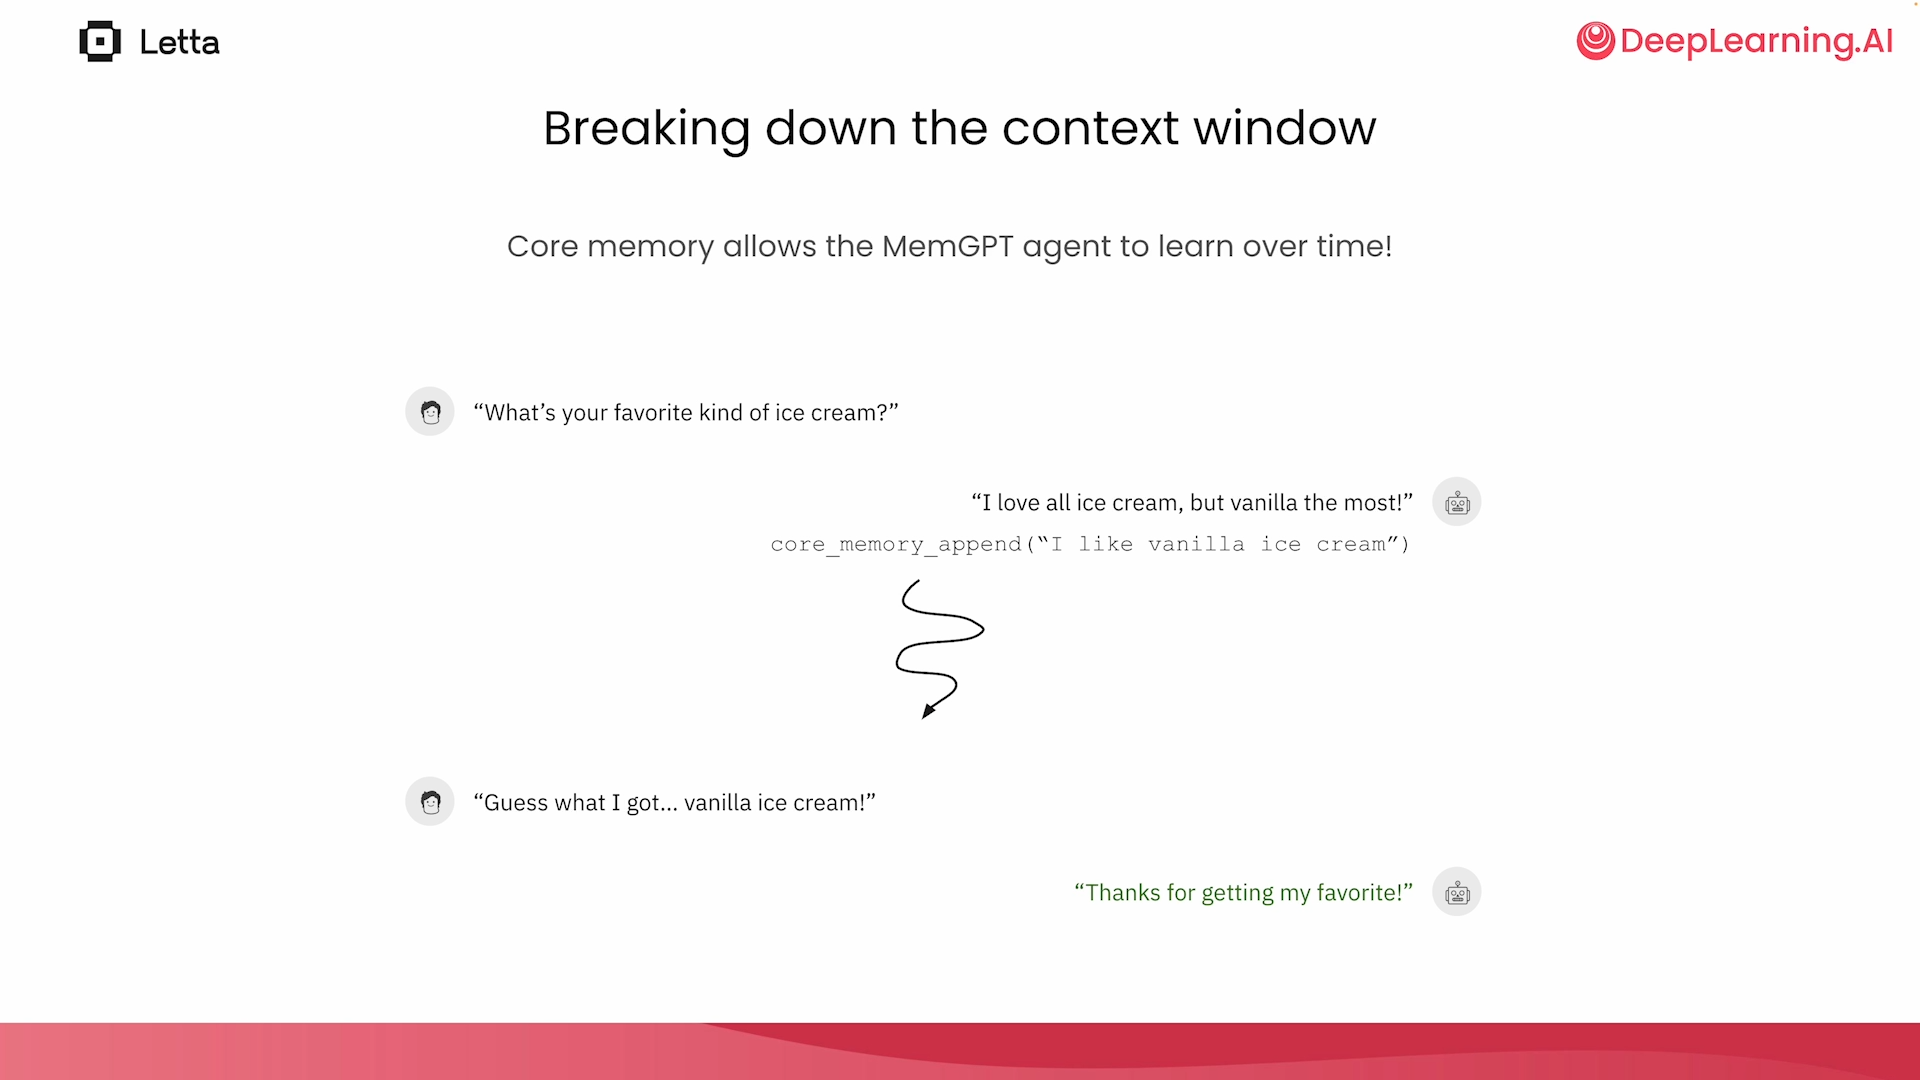 Letta
DeepLearning.AI
Breaking down the context window
Core memory allows the MemGPT agent to learn over time!
“What’s your favorite kind of ice cream?”
“I love all ice cream, but vanilla the most!”
core_memory_append(“I like vanilla ice cream”)
“Guess what I got... vanilla ice cream!”
“Thanks for getting my favorite!”